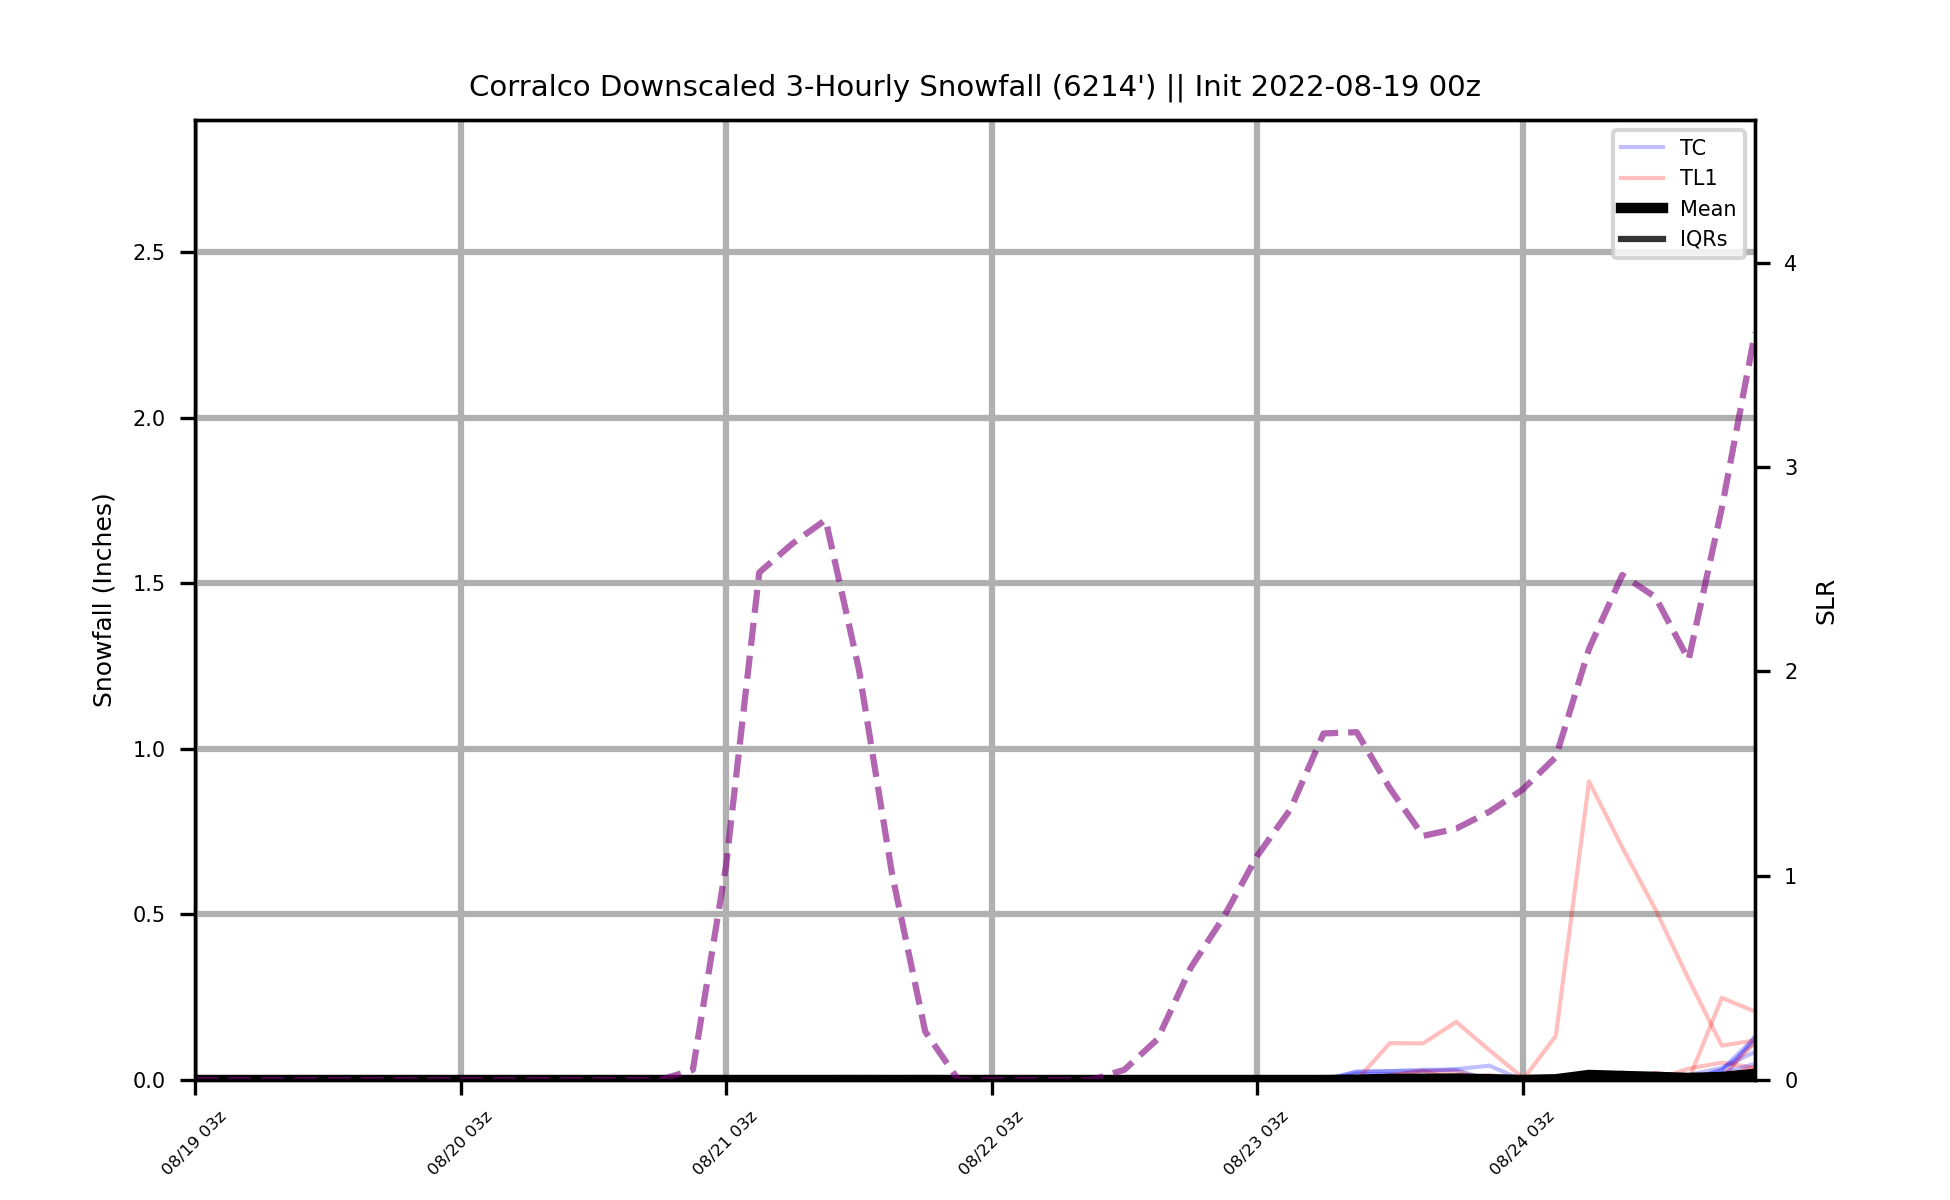 Corralco Downscaled 3-Hourly Snowfall (6214') || Init 2022-08-19 00z
TC
TL1
Mean
IQRs
Snowfall (Inches)
2.5
2.0
1.5
1.0
0.5
0.0
4
3
2
1
0
SLR
08/19 03z
08/20 03z
08/21 03z
08/22 03z
08/23 03z
08/24 03z